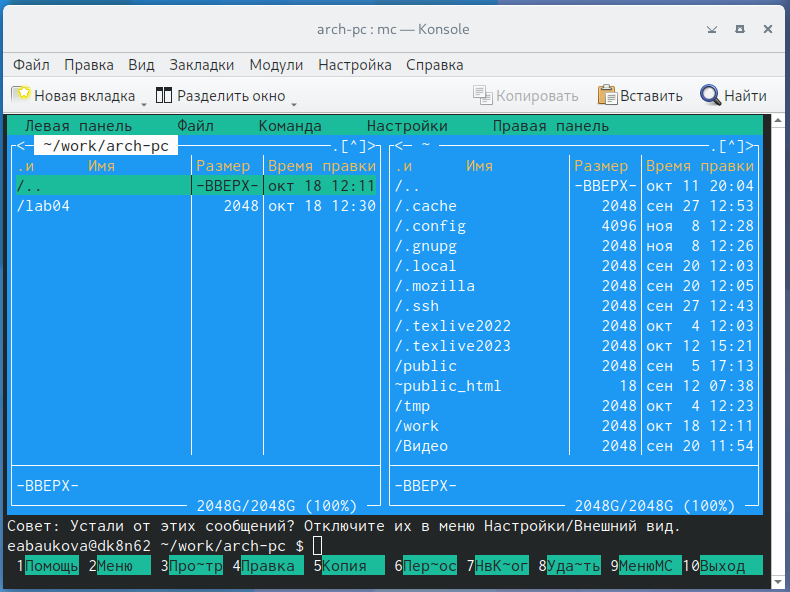 arch-pc : mc — Konsole
Файл Правка Вид Закладки Модули Настройка Справка
Новая вкладка Разделить окно Копировать Вставить Найти
Левая панель Файл Команда Настройки Правая панель
<— ~/work/arch-pc .[^]> <— ~ .[^]>
.и Имя Размер Время правки .и Имя Размер Время правки
/.. -ВВЕРХ- окт 18 12:11 /.. -ВВЕРХ- окт 11 20:04
/lab04 2048 окт 18 12:30 /.cache 2048 сен 27 12:53
/.config 4096 ноя 8 12:28
/.gnupg 2048 ноя 8 12:26
/.local 2048 сен 20 12:03
/.mozilla 2048 сен 20 12:05
/.ssh 2048 сен 27 12:43
/.texlive2022 2048 окт 4 12:03
/.texlive2023 2048 окт 12 15:21
/public 2048 сен 5 17:13
~public_html 18 сен 12 07:38
/tmp 2048 окт 4 12:23
/work 2048 окт 18 12:11
/Видео 2048 сен 20 11:54
-ВВЕРХ- -ВВЕРХ-
2048G/2048G (100%) 2048G/2048G (100%)
Совет: Устали от этих сообщений? Отключите их в меню Настройки/Внешний вид.
eabaukova@dk8n62 ~/work/arch-pc $
1Помощь 2Меню 3Про~тр 4Правка 5Копия 6Пер~ос 7НвК~ог 8Уда~ть 9МенюМС 10Выход